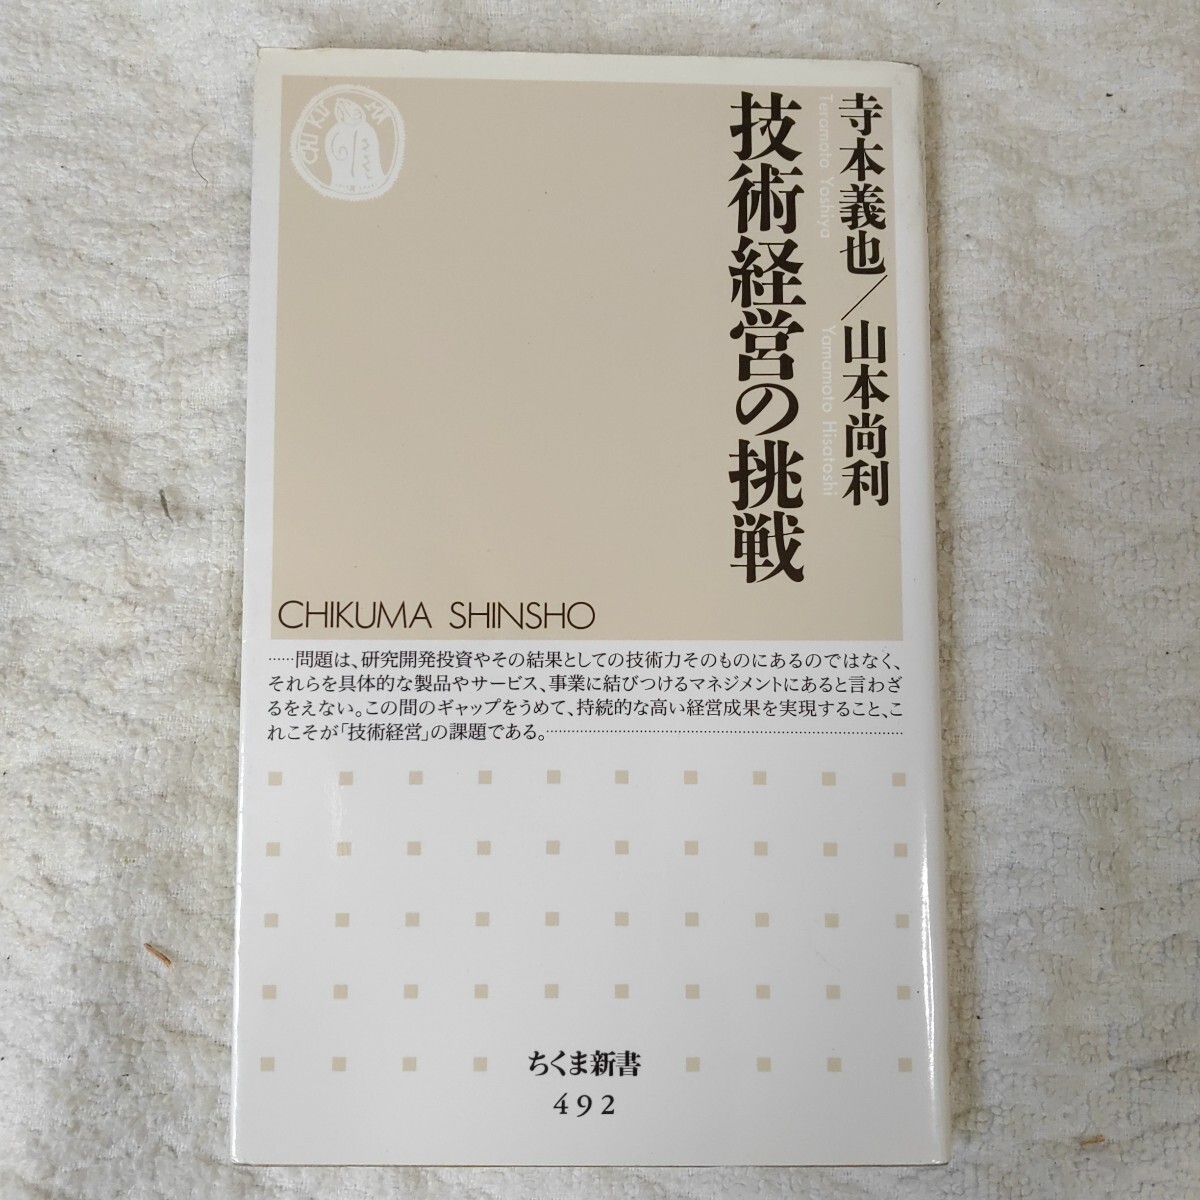 寺本義也／山本尚利
Teramoto Yoshiya
Yamamoto Hisatoshi
技術経営の挑戦
CHI KU MA
CHIKUMA SHINSHO
……問題は、研究開発投資やその結果としての技術力そのものにあるのではなく、
それらを具体的な製品やサービス、事業に結びつけるマネジメントにあると言わざ
るをえない。この間のギャップをうめて、持続的な高い経営成果を実現すること、こ
れこそが「技術経営」の課題である。……………………………………………
ちくま新書
492